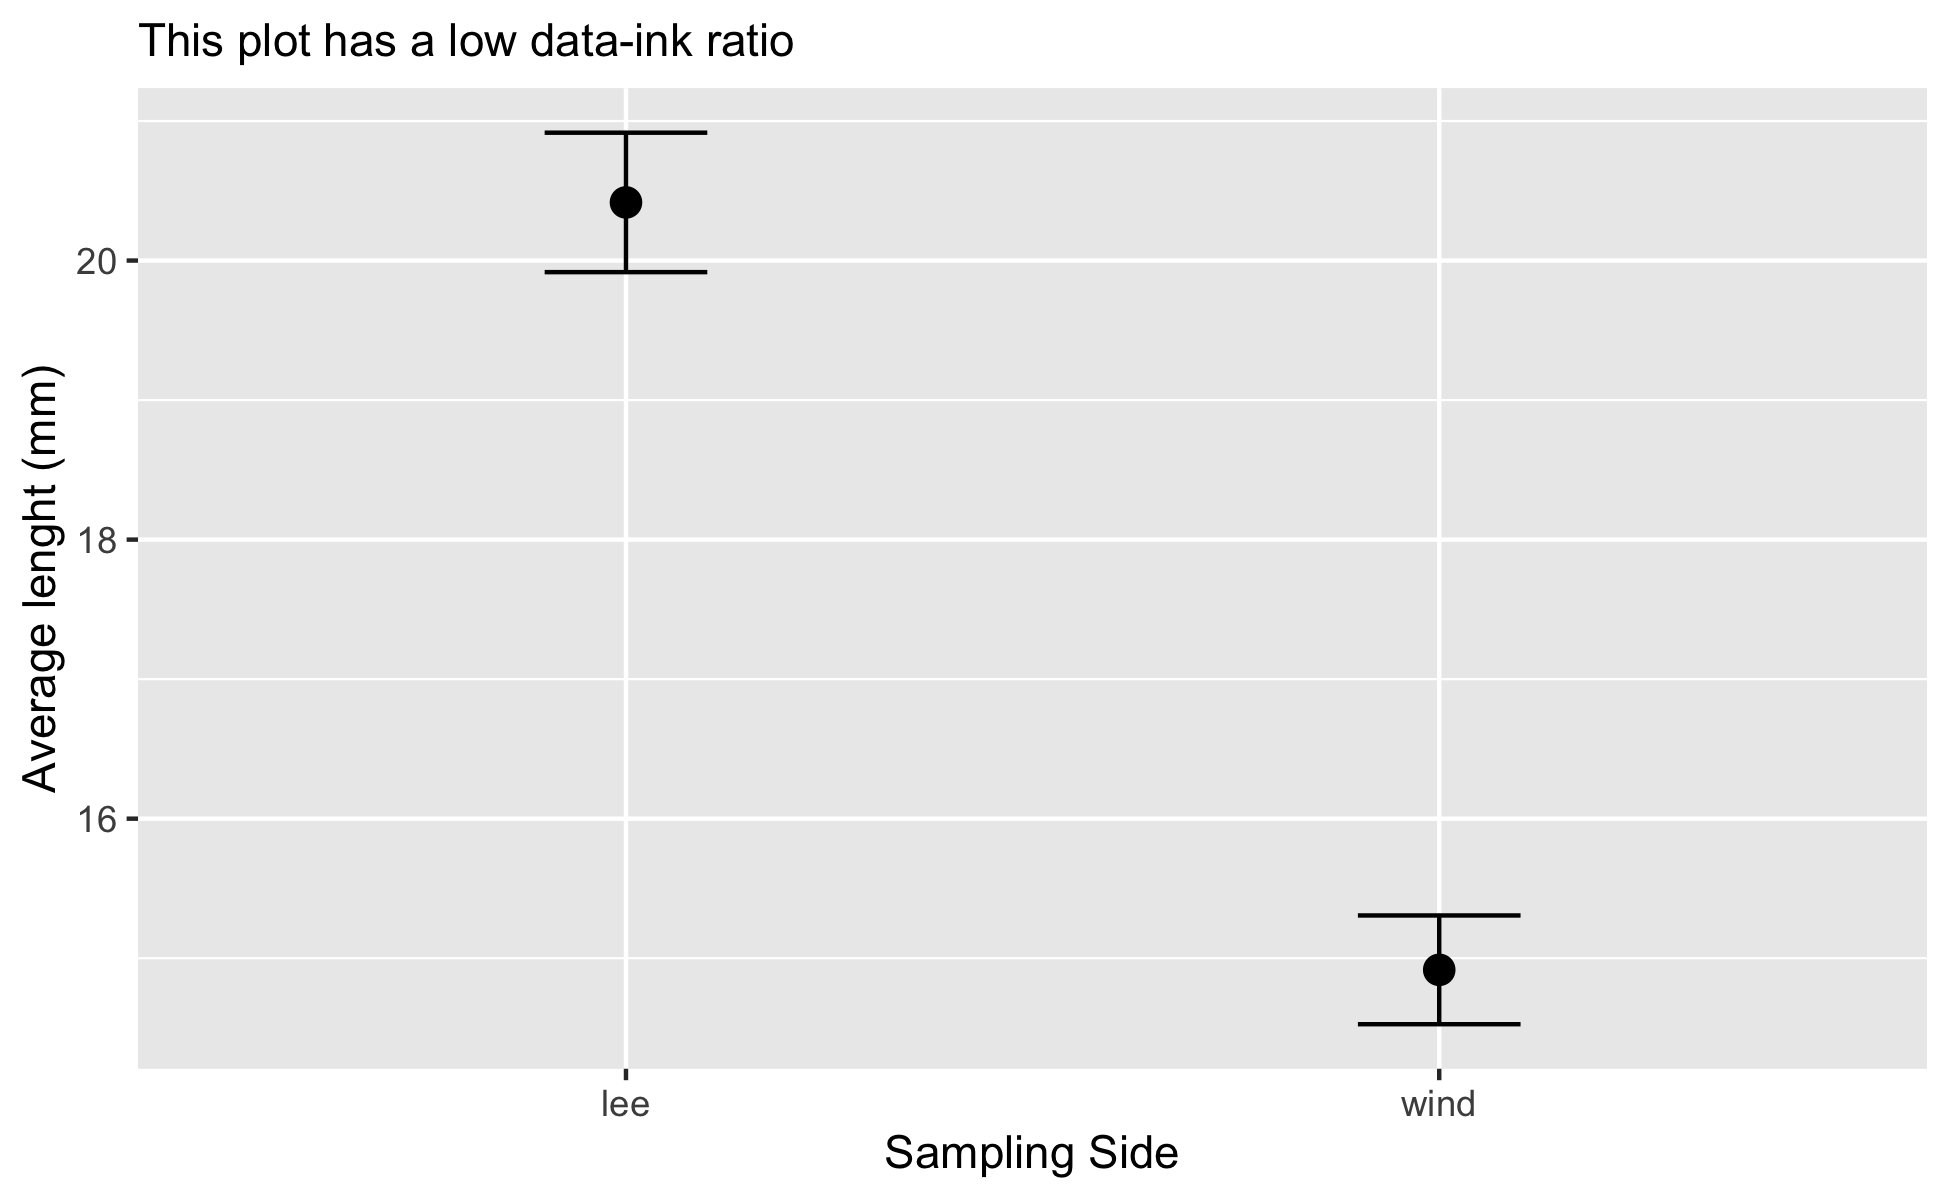 This plot has a low data-ink ratio
Average lenght (mm)
20
18
16
lee
wind
Sampling Side